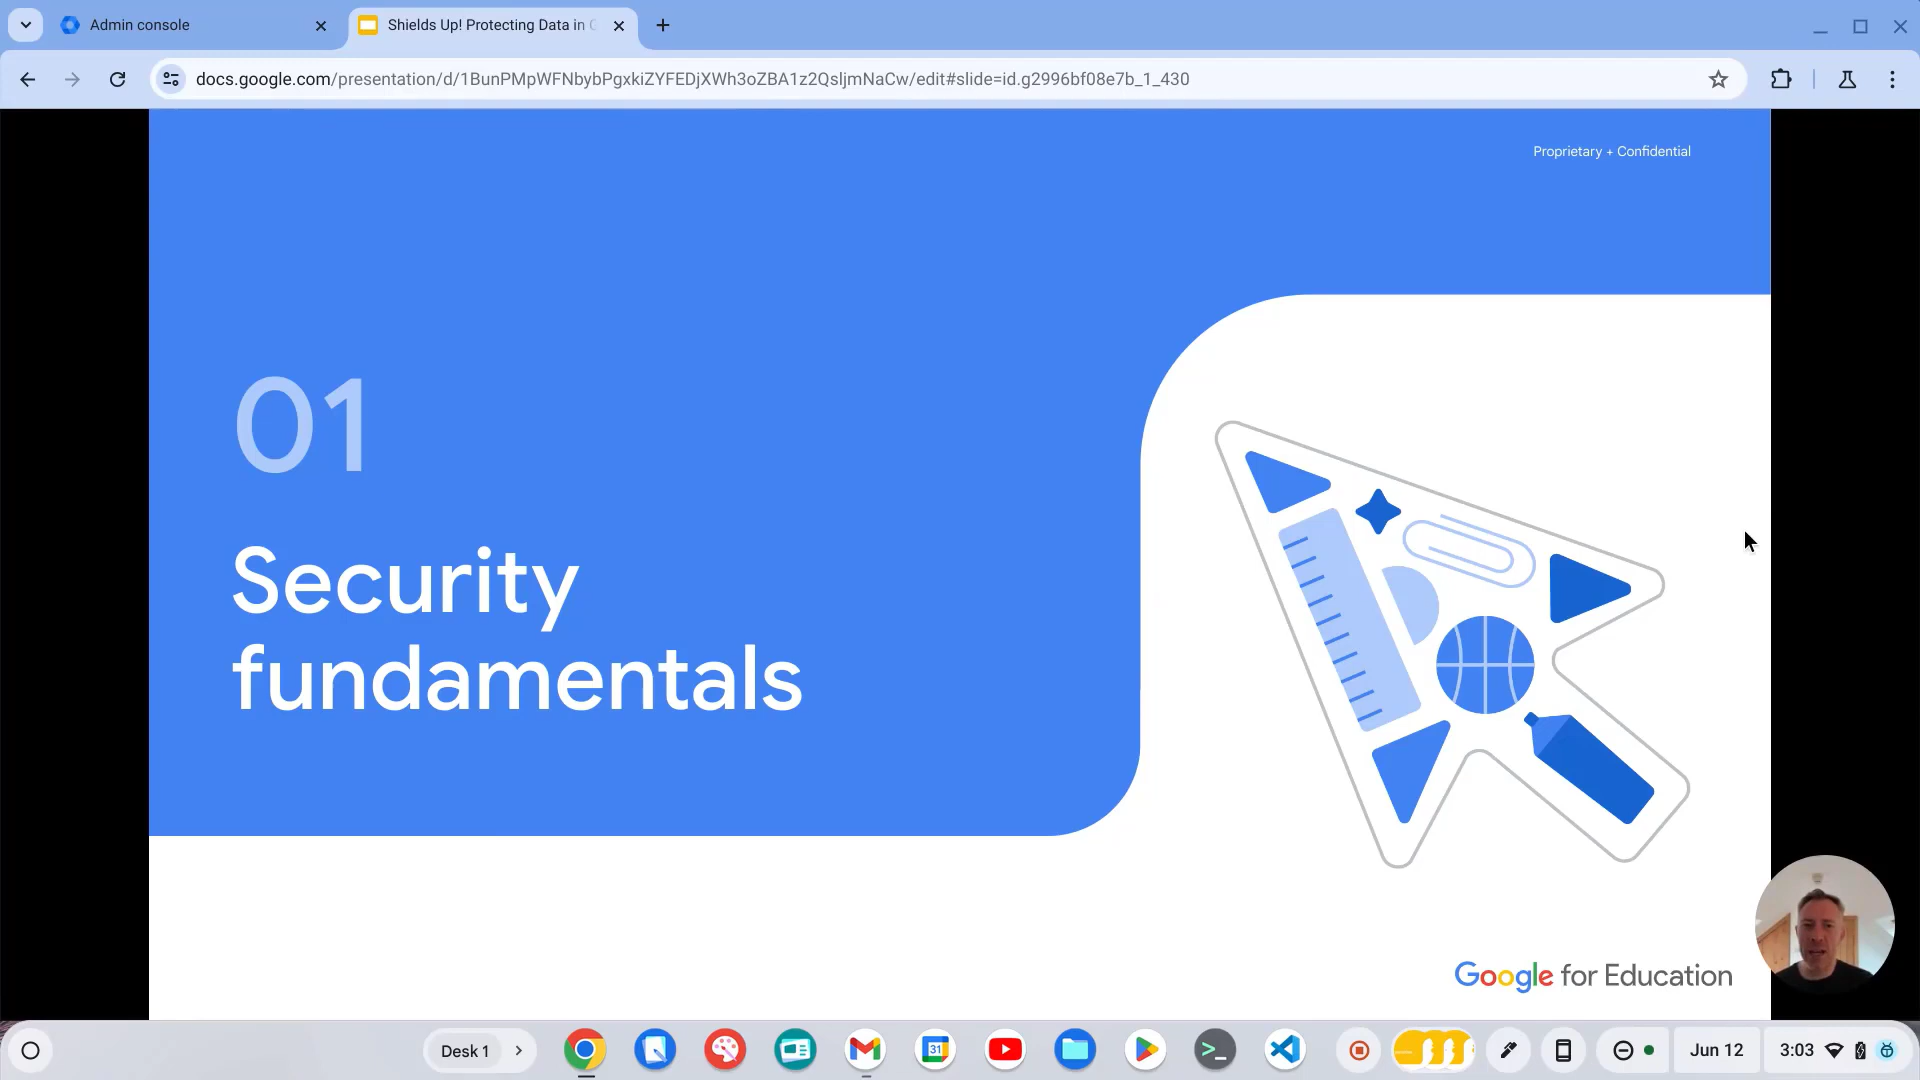 Admin console
Shields Up! Protecting Data in
docs.google.com/presentation/d/1BunPMpWFNbybPgxkiZYFEDjXWh3oZBA1z2QsljmNaCw/edit#slide=id.g2996bf08e7b_1_430
Proprietary + Confidential
01
Security
fundamentals
Google for Education
Desk 1
31
Jun 12
3:03